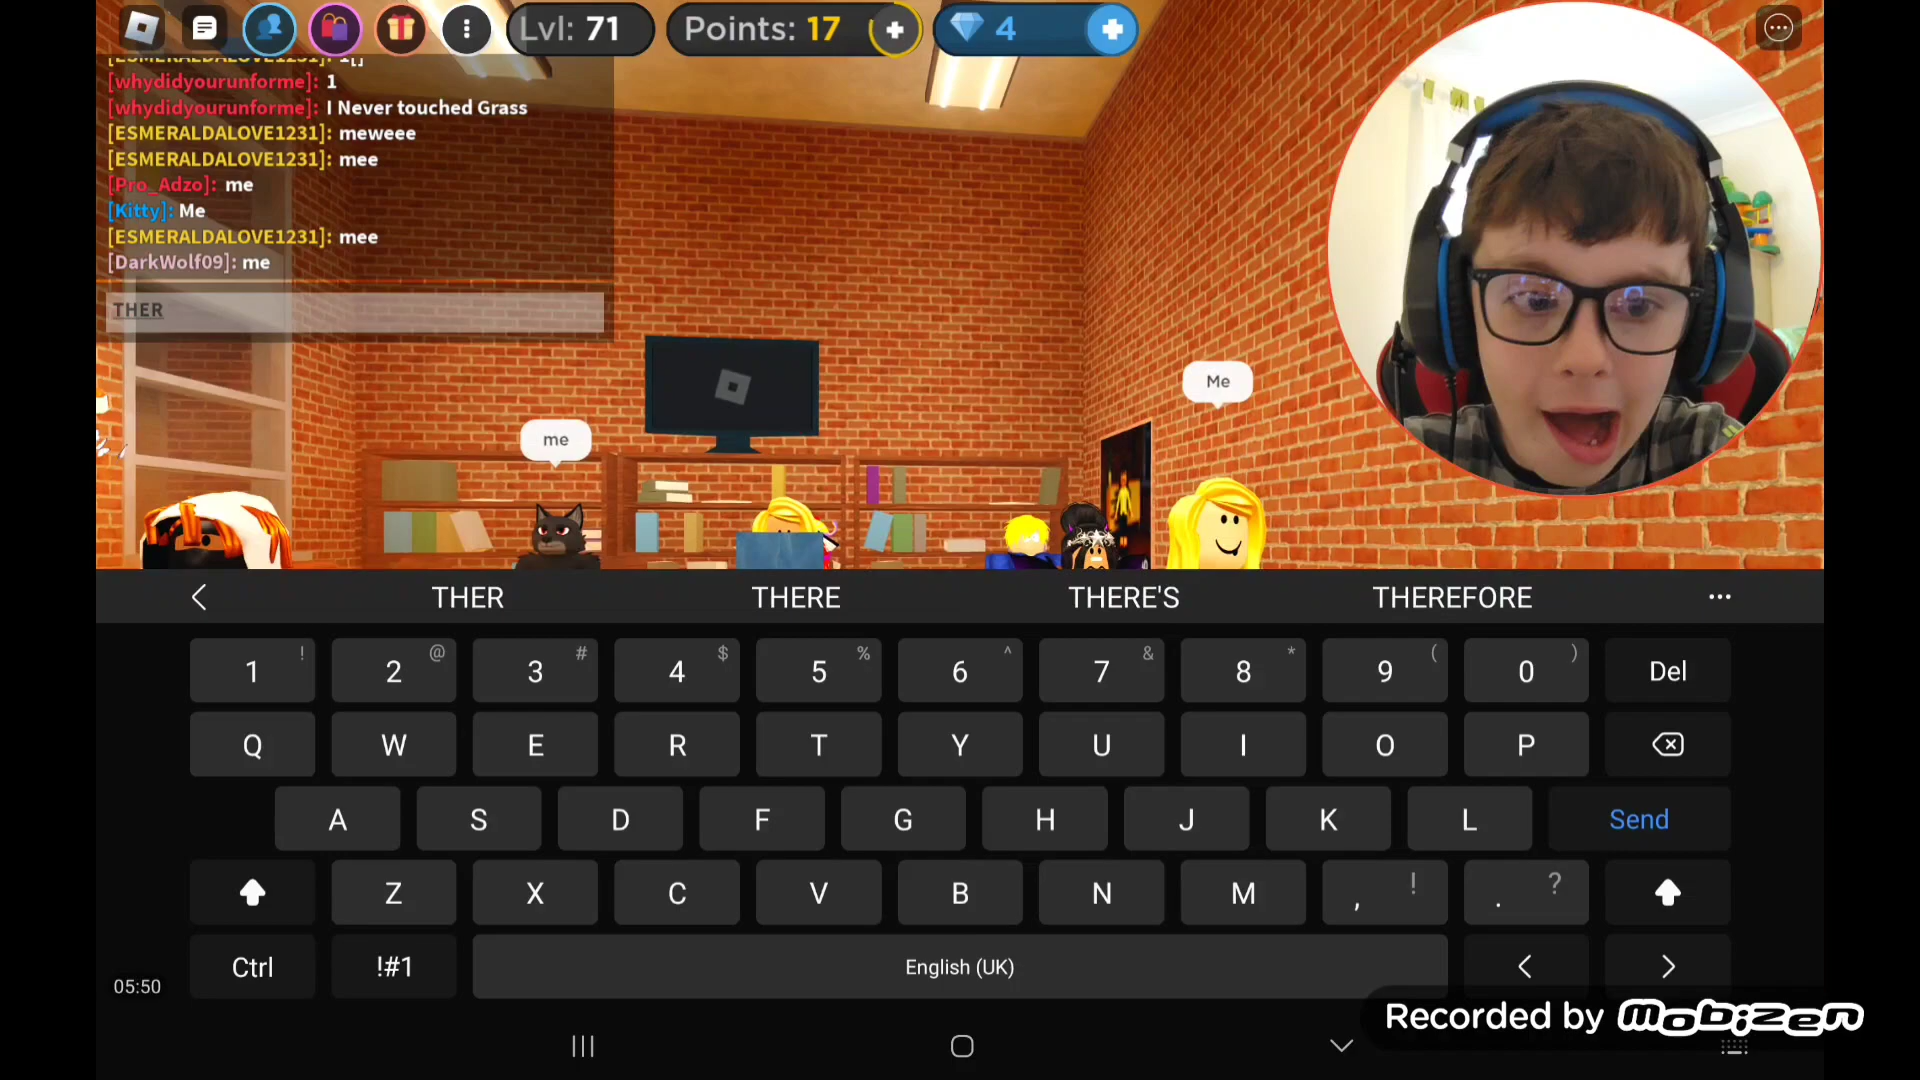 Lvl: 71
Points: 17
4
[ESMERALDALOVE1231]: 1[]
[whydidyourunforme]: 1
[whydidyourunforme]: I Never touched Grass
[ESMERALDALOVE1231]: meweee
[ESMERALDALOVE1231]: mee
[Pro_Adzo]: me
[Kitty]: Me
[ESMERALDALOVE1231]: mee
[DarkWolf09]: me
THER
Me
me
THER THERE THERE'S THEREFORE
1 ! 2 @ 3 # 4 $ 5 % 6 ^ 7 & 8 * 9 ( 0 ) Del
Q W E R T Y U I O P
A S D F G H J K L Send
Z X C V B N M , ! . ?
Ctrl !#1 English (UK) < >
05:50
Recorded by mobizen